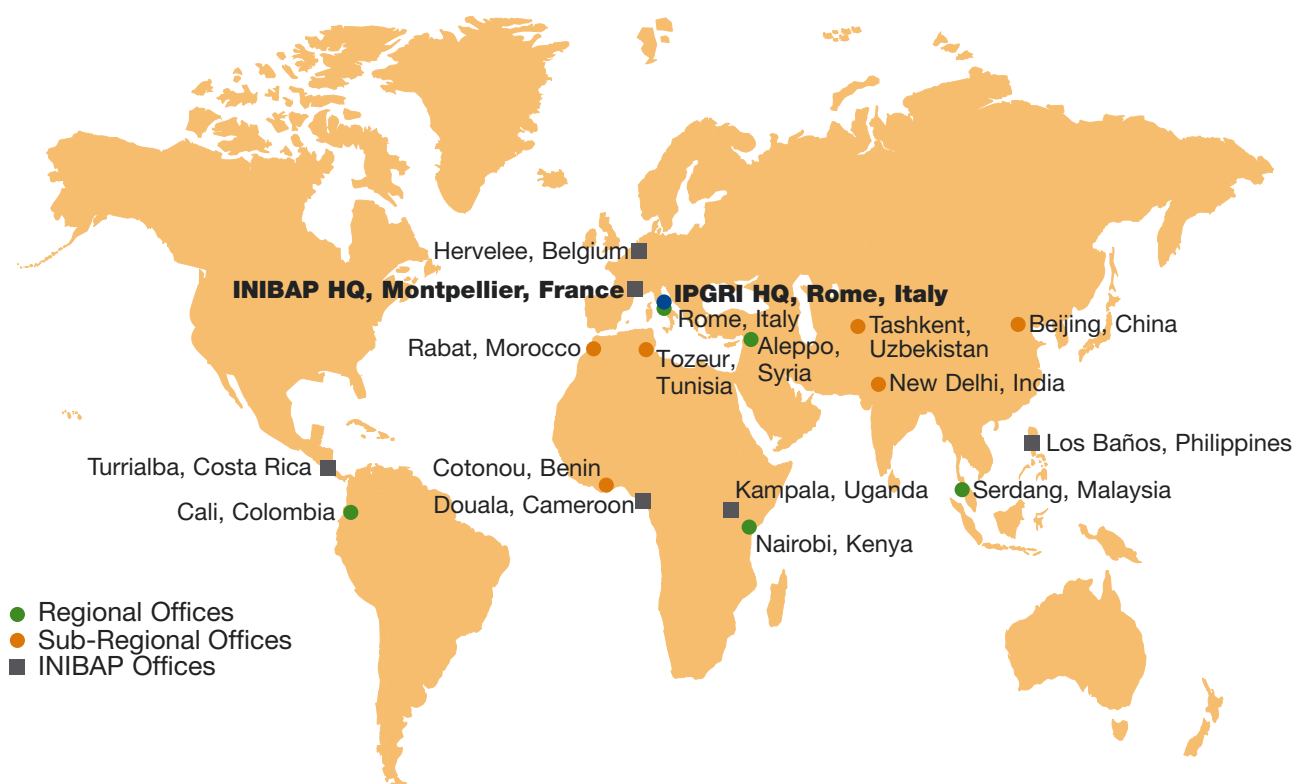 Hervelee, Belgium
INIBAP HQ, Montpellier, France
IPGRI HQ, Rome, Italy
Rome, Italy
Tashkent,
Uzbekistan
Beijing, China
Rabat, Morocco
Tozeur,
Tunisia
Aleppo,
Syria
New Delhi, India
Los Baños, Philippines
Turrialba, Costa Rica
Cotonou, Benin
Kampala, Uganda
Serdang, Malaysia
Cali, Colombia
Douala, Cameroon
Nairobi, Kenya
Regional Offices
Sub-Regional Offices
INIBAP Offices